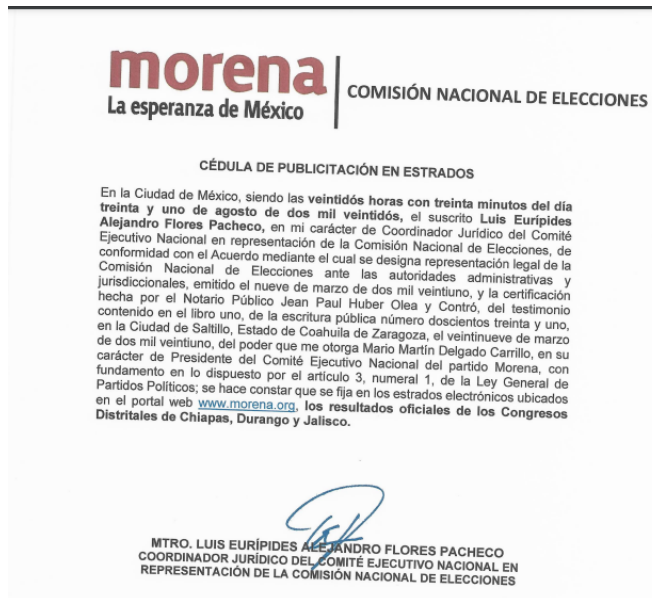 morena
La esperanza de México
COMISIÓN NACIONAL DE ELECCIONES
CÉDULA DE PUBLICITACIÓN EN ESTRADOS
En la Ciudad de México, siendo las veintidós horas con treinta minutos del día
treinta y uno de agosto de dos mil veintidós, el suscrito Luis Eurípides
Alejandro Flores Pacheco, en mi carácter de Coordinador Jurídico del Comité
Ejecutivo Nacional en representación de la Comisión Nacional de Elecciones, de
conformidad con el Acuerdo mediante el cual se designa representación legal de la
Comisión Nacional de Elecciones ante las autoridades administrativas y
jurisdiccionales, emitido el nueve de marzo de dos mil veintiuno, y la certificación
hecha por el Notario Público Jean Paul Huber Olea y Contró, del testimonio
contenido en el libro uno, de la escritura pública número doscientos treinta y uno,
en la Ciudad de Saltillo, Estado de Coahuila de Zaragoza, el veintinueve de marzo
de dos mil veintiuno, del poder que me otorga Mario Martín Delgado Carrillo, en su
carácter de Presidente del Comité Ejecutivo Nacional del partido Morena, con
fundamento en lo dispuesto por el artículo 3, numeral 1, de la Ley General de
Partidos Políticos; se hace constar que se fija en los estrados electrónicos ubicados
en el portal web www.morena.org, los resultados oficiales de los Congresos
Distritales de Chiapas, Durango y Jalisco.
MTRO. LUIS EURÍPIDES ALEJANDRO FLORES PACHECO
COORDINADOR JURÍDICO DEL COMITÉ EJECUTIVO NACIONAL EN
REPRESENTACIÓN DE LA COMISIÓN NACIONAL DE ELECCIONES